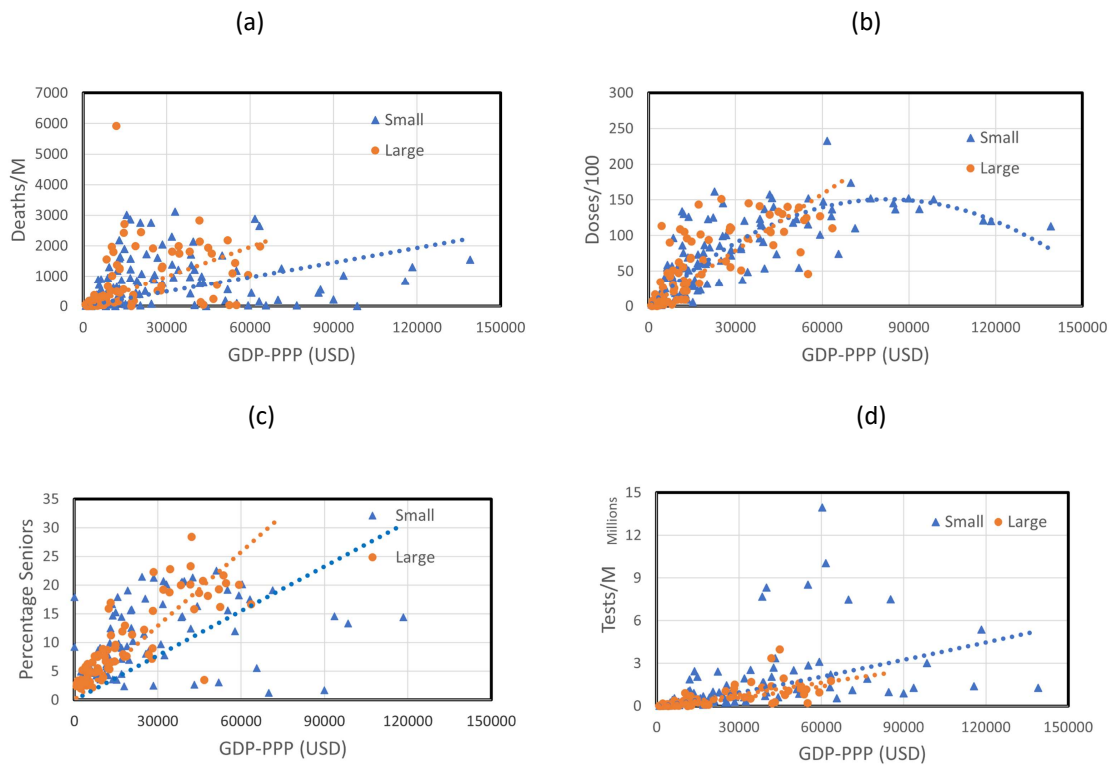 (a)
7000
6000
5000
4000
3000
2000
1000
0
Deaths/M
Small
Large
0 30000 60000 90000 120000 150000
GDP-PPP (USD)
(b)
300
250
200
150
100
50
0
Doses/100
Small
Large
0 30000 60000 90000 120000 150000
GDP-PPP (USD)
(c)
35
30
25
20
15
10
5
0
Percentage Seniors
Small
Large
0 30000 60000 90000 120000 150000
GDP-PPP (USD)
(d)
15
12
9
6
3
0
Millions
Tests/M
Small Large
0 30000 60000 90000 120000 150000
GDP-PPP (USD)